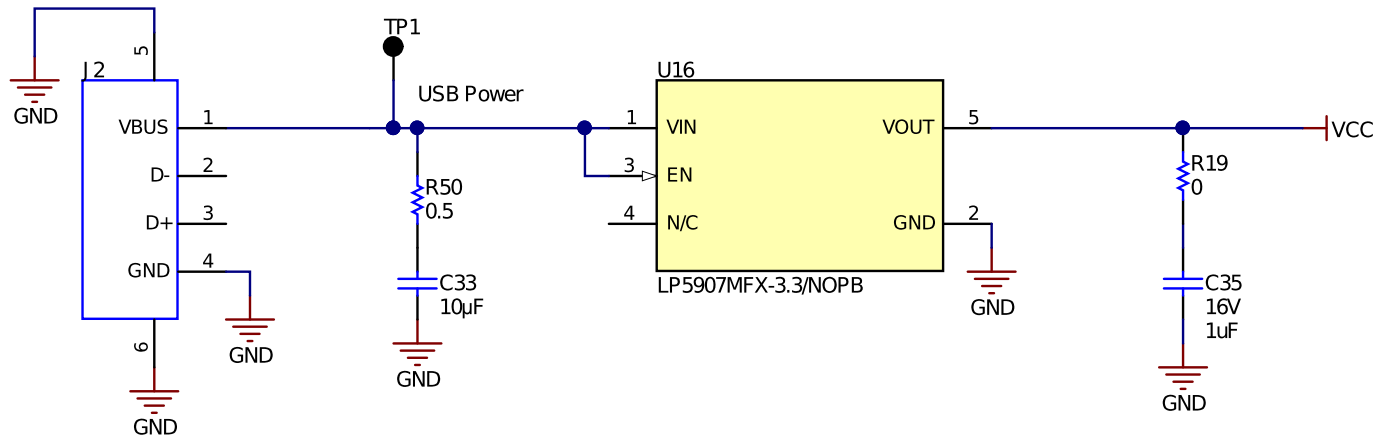 TP1
J2
5
GND
VBUS
1
D-
2
D+
3
GND
4
GND
6
GND
USB Power
R50
0.5
C33
10µF
GND
U16
1
VIN
3
EN
4
N/C
VOUT
5
GND
2
GND
LP5907MFX-3.3/NOPB
VCC
R19
0
C35
16V
1uF
GND